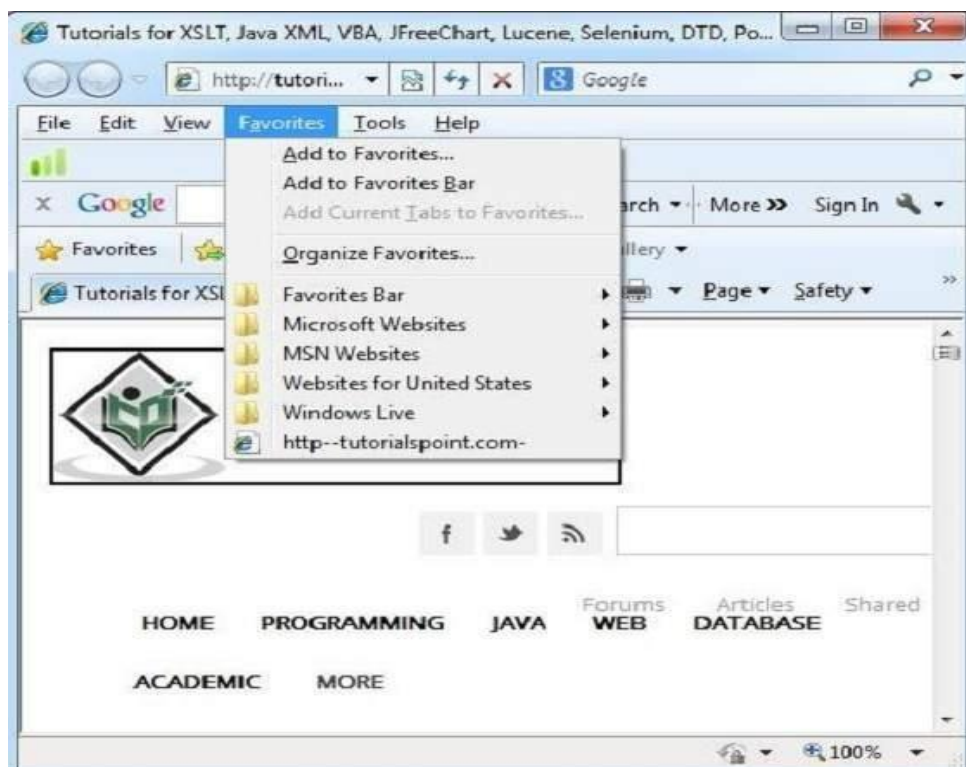 Tutorials for XSLT, Java XML, VBA, JFreeChart, Lucene, Selenium, DTD, Po...
http://tutori... Google
File Edit View Favorites Tools Help
Add to Favorites...
Add to Favorites Bar
x Google arch More >> Sign In
Add Current Tabs to Favorites...
Favorites Organize Favorites... llery
Tutorials for XSl Favorites Bar Page Safety >>
Microsoft Websites
MSN Websites
Websites for United States
Windows Live
http--tutorialspoint.com-
f
Forums Articles Shared
HOME PROGRAMMING JAVA WEB DATABASE
ACADEMIC MORE
100%